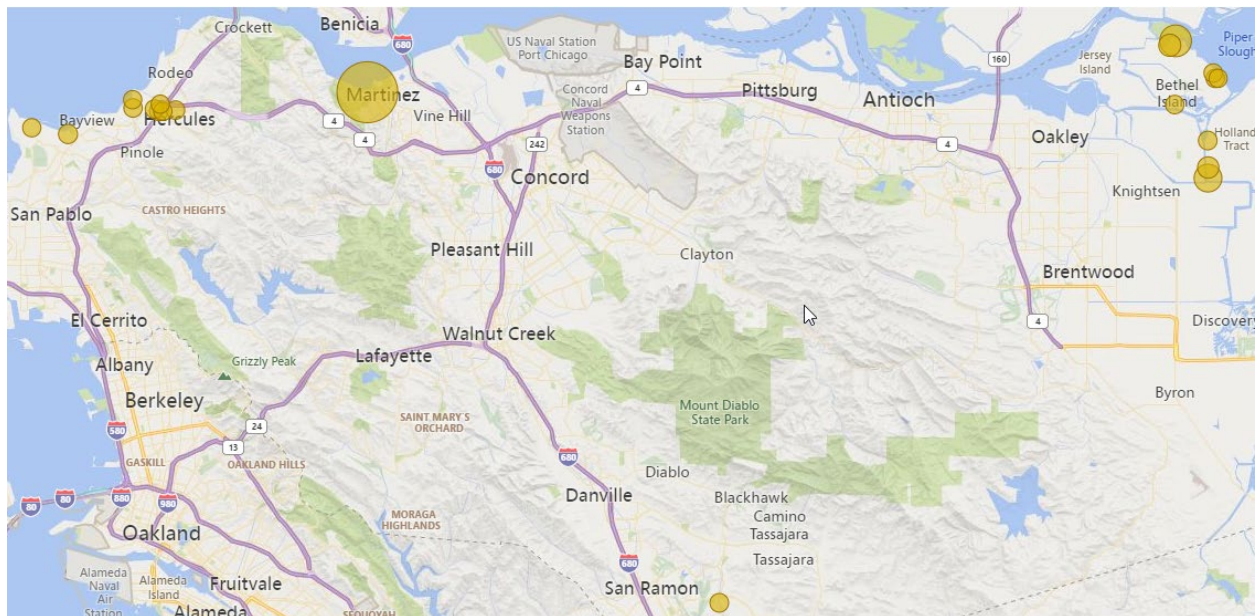 Crockett
Benicia
680
US Naval Station
Port Chicago
Bay Point
160
Jersey
Island
Piper
Slough
Rodeo
Martinez
Concord
Naval
Weapons
Station
4
Pittsburg
Antioch
Bethel
Island
Bayview
Hercules
4
4
Vine Hill
242
4
Oakley
Holland
Tract
Pinole
680
Concord
Knightsen
San Pablo
CASTRO HEIGHTS
Pleasant Hill
Clayton
Brentwood
El Cerrito
Walnut Creek
4
Discovery
Albany
Grizzly Peak
Lafayette
Berkeley
SAINT MARY'S
ORCHARD
Mount Diablo
State Park
Byron
580
24
13
GASKILL
OAKLAND HILLS
680
Diablo
80
80
880
980
Danville
Blackhawk
Camino
Tassajara
MORAGA
HIGHLANDS
Oakland
Tassajara
680
Alameda
Naval
Air
Station
Alameda
Island
Fruitvale
San Ramon
Alameda
SEQUOYAH